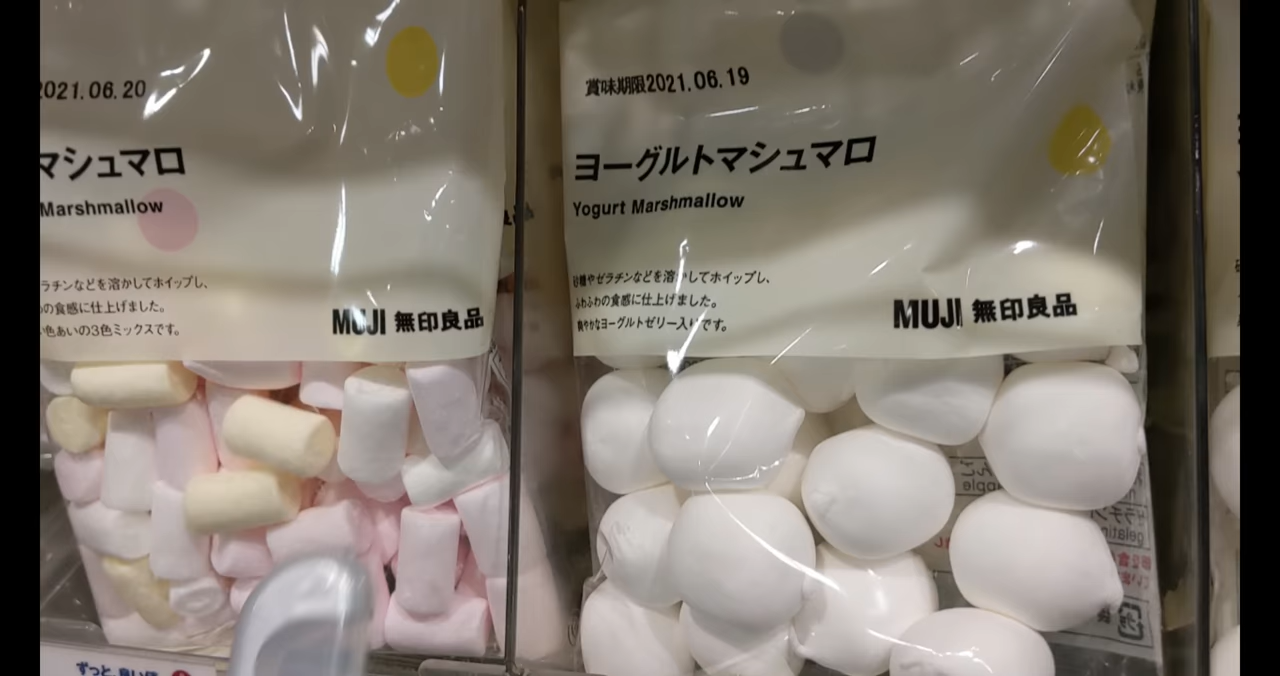 2021.06.20
マシュマロ
Marshmallow
ラチンなどを溶かしてホイップし、
の食感に仕上げました。
色あいの3色ミックスです。
MUJI 無印良品
賞味期限2021.06.19
ヨーグルトマシュマロ
Yogurt Marshmallow
砂糖やゼラチンなどを溶かしてホイップし、
ふわふわの食感に仕上げました。
爽やかなヨーグルトゼリー入りです。
MUJI 無印良品
ずっと、良い